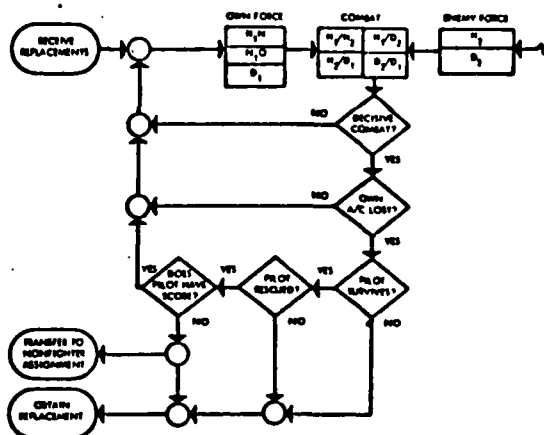 OWN FORCE
COMBAT
ENEMY FORCE
RECEIVE
REPLACEMENTS
N₁N
N₁O
D₁
N₁/N₂
N₁/D₂
N₂/D₁
D₂/D₁
N₂
D₂
NO
DECISIVE
COMBAT?
YES
NO
OWN
A/C LOST?
YES
YES
DOES
PILOT HAVE
SCORE?
YES
PILOT
RESCUED?
YES
PILOT
SURVIVES?
NO
NO
NO
TRANSFER TO
NONFIGHTER
ASSIGNMENT
OBTAIN
REPLACEMENT